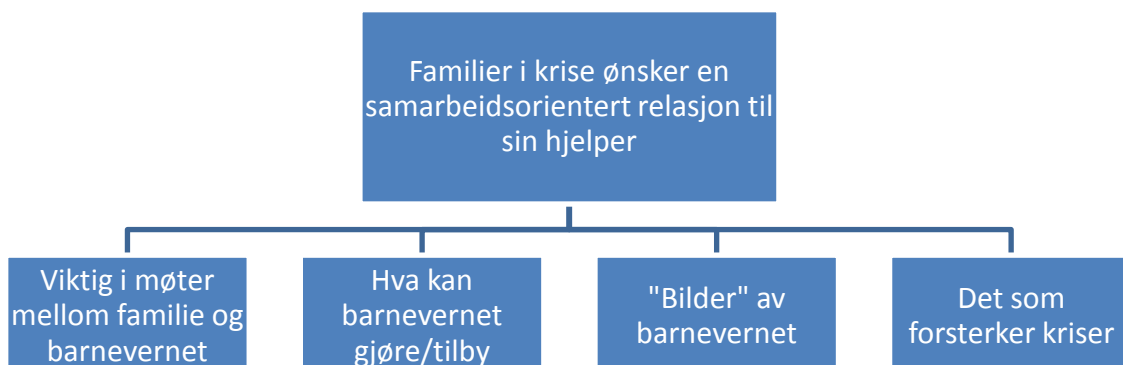 Familier i krise ønsker en
samarbeidsorientert relasjon til
sin hjelper
Viktig i møter
mellom familie og
barnevernet
Hva kan
barnevernet
gjøre/tilby
"Bilder" av
barnevernet
Det som
forsterker kriser